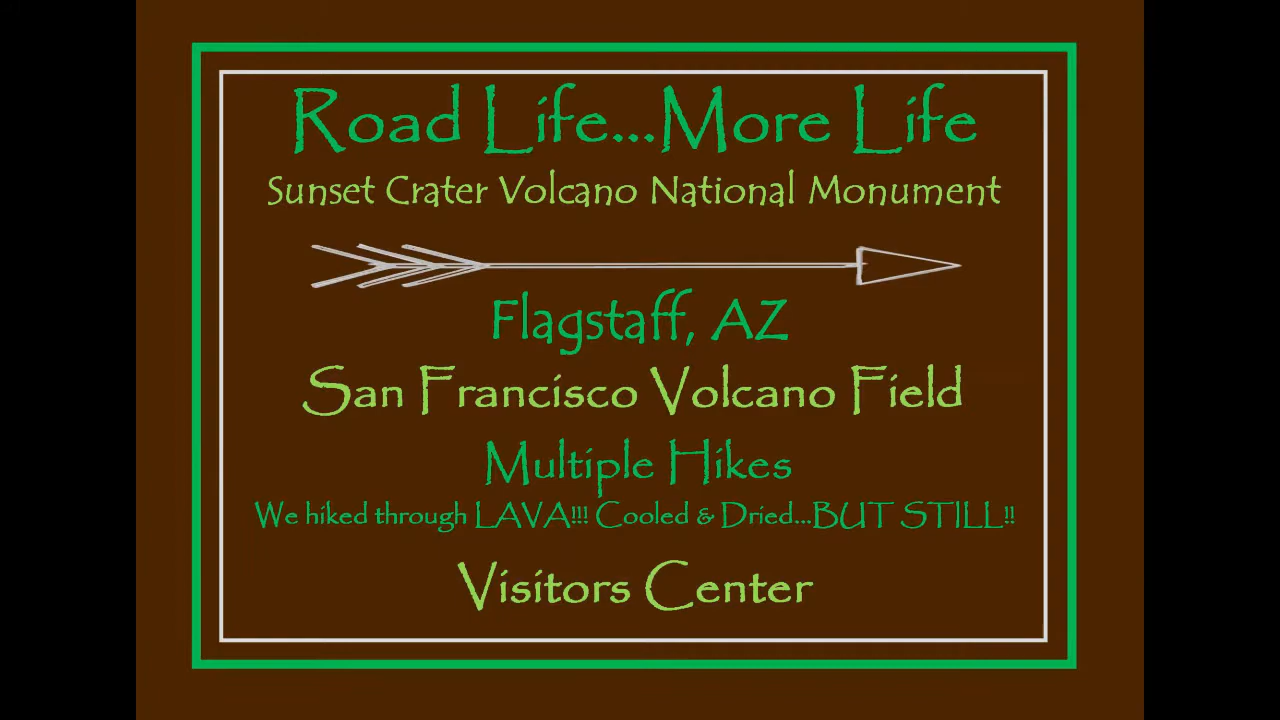 Road Life...More Life
Sunset Crater Volcano National Monument
Flagstaff, AZ
San Francisco Volcano Field
Multiple Hikes
We hiked through LAVA!!! Cooled & Dried...BUT STILL!!
Visitors Center